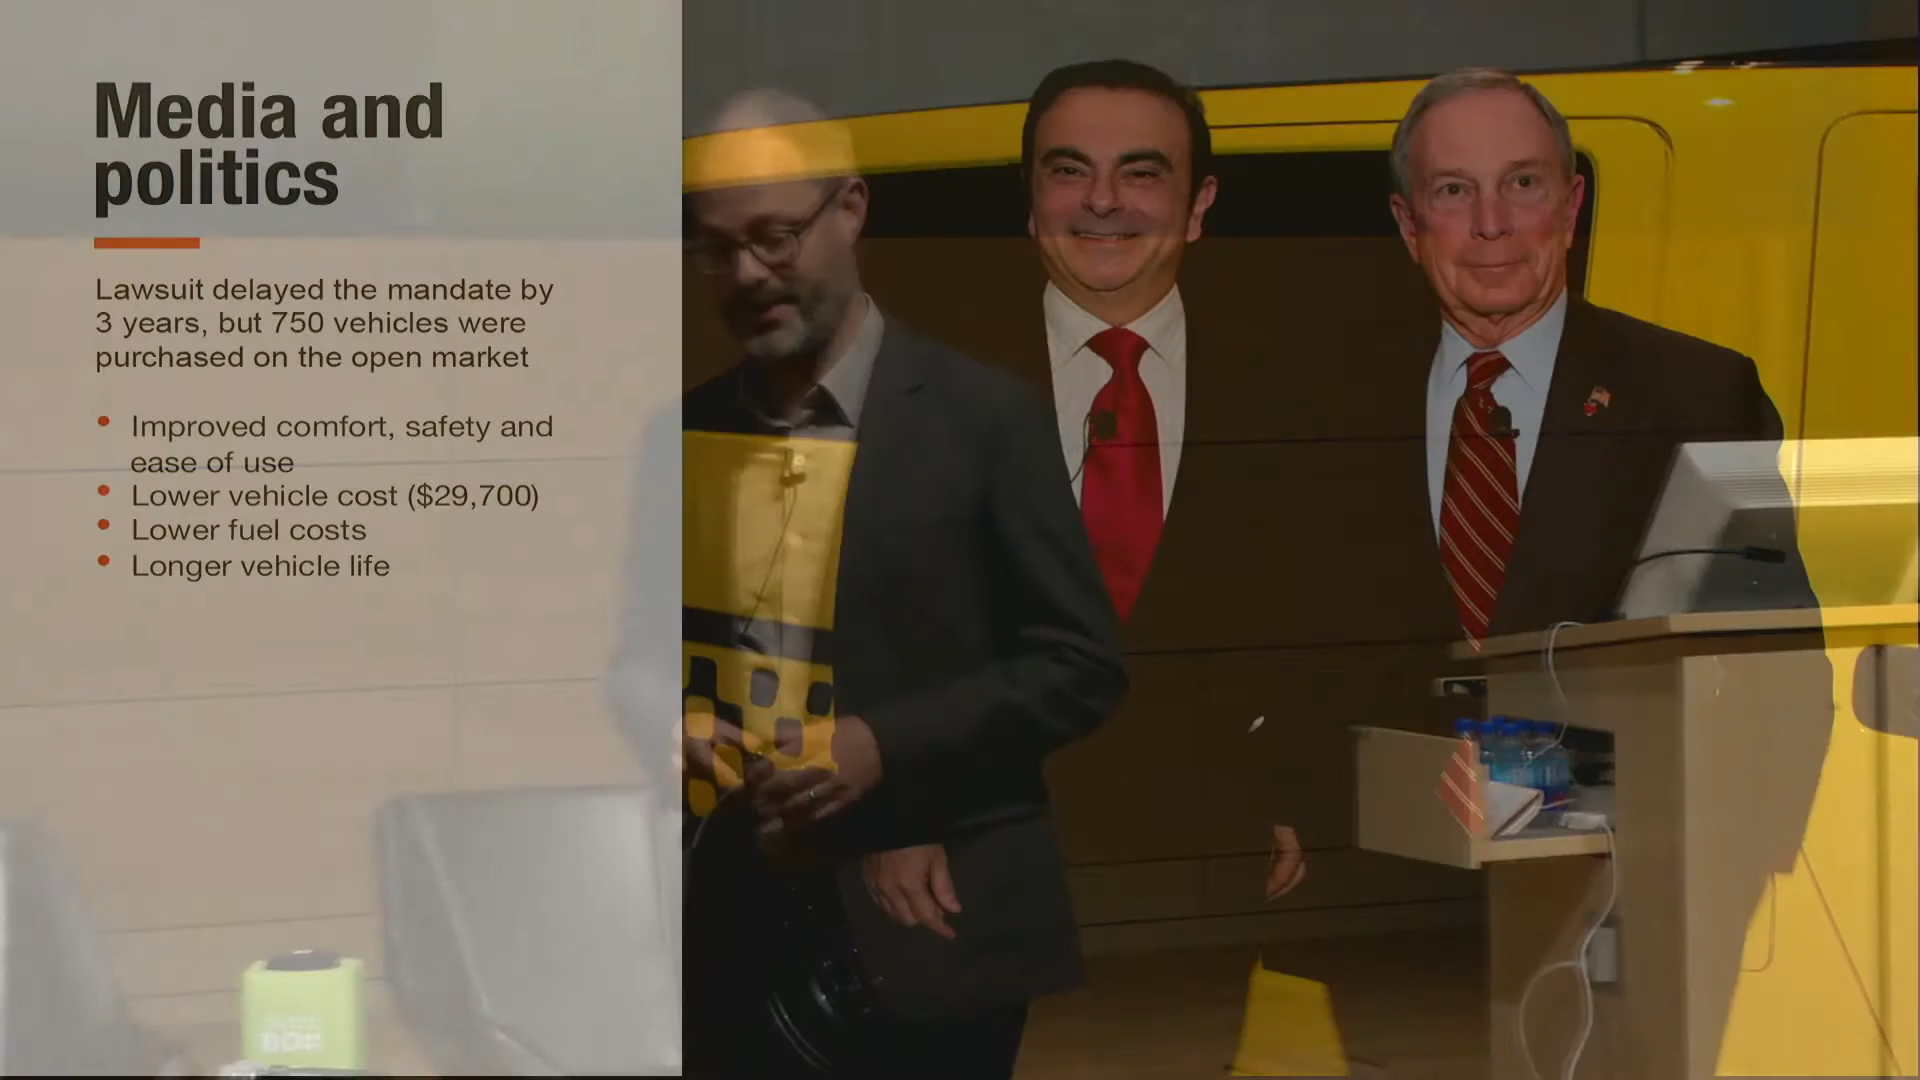 Media and
politics
Lawsuit delayed the mandate by
3 years, but 750 vehicles were
purchased on the open market
• Improved comfort, safety and
ease of use
• Lower vehicle cost ($29,700)
• Lower fuel costs
• Longer vehicle life